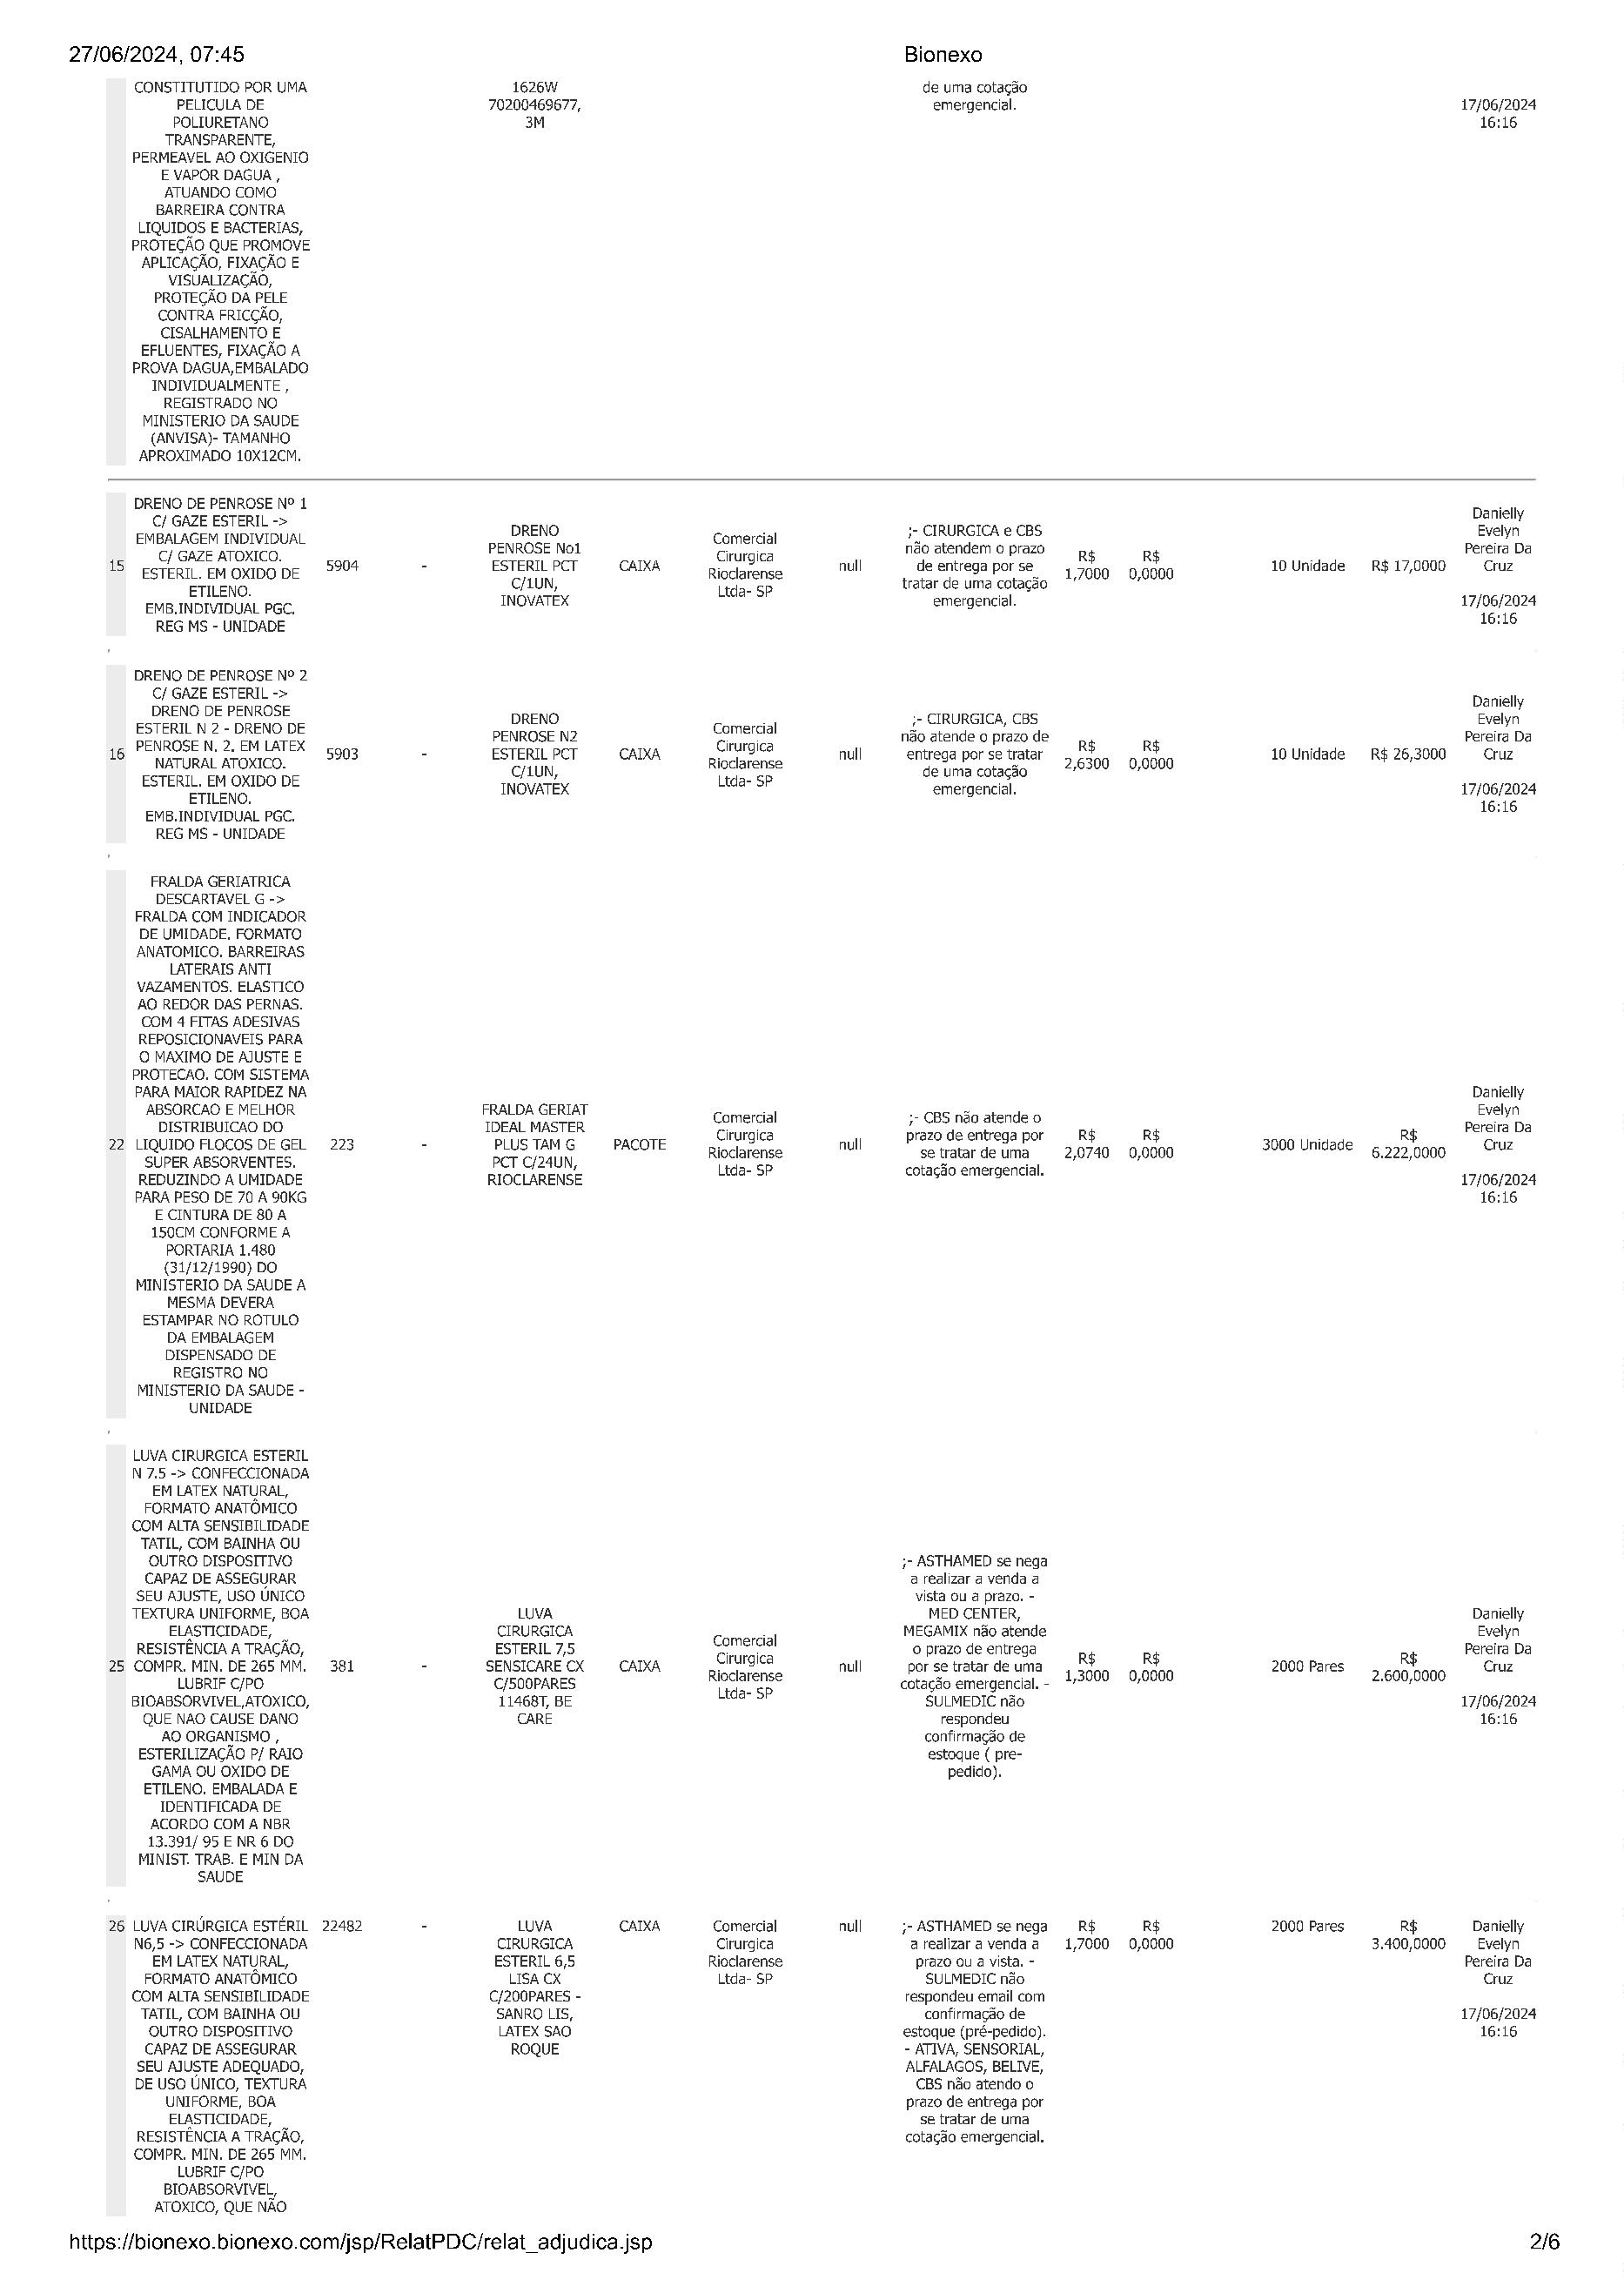 27/06/2024, 07:45
Bionexo
CONSTITUTIDO POR UMA
PELICULA DE
POLIURETANO
TRANSPARENTE,
PERMEAVEL AO OXIGENIO
E VAPOR DAGUA ,
ATUANDO COMO
BARREIRA CONTRA
LIQUIDOS E BACTERIAS,
PROTEÇÃO QUE PROMOVE
APLICAÇÃO, FIXAÇÃO E
VISUALIZAÇÃO,
PROTEÇÃO DA PELE
CONTRA FRICÇÃO,
CISALHAMENTO E
EFLUENTES, FIXAÇÃO A
PROVA DAGUA,EMBALADO
INDIVIDUALMENTE ,
REGISTRADO NO
MINISTERIO DA SAUDE
(ANVISA)- TAMANHO
APROXIMADO 10X12CM.
1626W
70200469677,
3M
de uma cotação
emergencial.
17/06/2024
16:16
15
DRENO DE PENROSE Nº 1
C/ GAZE ESTERIL ->
EMBALAGEM INDIVIDUAL
C/ GAZE ATOXICO.
ESTERIL. EM OXIDO DE
ETILENO.
EMB.INDIVIDUAL PGC.
REG MS - UNIDADE
5904
-
DRENO
PENROSE No1
ESTERIL PCT
C/1UN,
INOVATEX
CAIXA
Comercial
Cirurgica
Rioclarense
Ltda- SP
null
;- CIRURGICA e CBS
não atendem o prazo
de entrega por se
tratar de uma cotação
emergencial.
R$
1,7000
R$
0,0000
10 Unidade
R$ 17,0000
Danielly
Evelyn
Pereira Da
Cruz
17/06/2024
16:16
16
DRENO DE PENROSE Nº 2
C/ GAZE ESTERIL ->
DRENO DE PENROSE
ESTERIL N 2 - DRENO DE
PENROSE N. 2. EM LATEX
NATURAL ATOXICO.
ESTERIL. EM OXIDO DE
ETILENO.
EMB.INDIVIDUAL PGC.
REG MS - UNIDADE
5903
-
DRENO
PENROSE N2
ESTERIL PCT
C/1UN,
INOVATEX
CAIXA
Comercial
Cirurgica
Rioclarense
Ltda- SP
null
;- CIRURGICA, CBS
não atende o prazo de
entrega por se tratar
de uma cotação
emergencial.
R$
2,6300
R$
0,0000
10 Unidade
R$ 26,3000
Danielly
Evelyn
Pereira Da
Cruz
17/06/2024
16:16
22
FRALDA GERIATRICA
DESCARTAVEL G ->
FRALDA COM INDICADOR
DE UMIDADE. FORMATO
ANATOMICO. BARREIRAS
LATERAIS ANTI
VAZAMENTOS. ELASTICO
AO REDOR DAS PERNAS.
COM 4 FITAS ADESIVAS
REPOSICIONAVEIS PARA
O MAXIMO DE AJUSTE E
PROTECAO. COM SISTEMA
PARA MAIOR RAPIDEZ NA
ABSORCAO E MELHOR
DISTRIBUICAO DO
LIQUIDO FLOCOS DE GEL
SUPER ABSORVENTES.
REDUZINDO A UMIDADE
PARA PESO DE 70 A 90KG
E CINTURA DE 80 A
150CM CONFORME A
PORTARIA 1.480
(31/12/1990) DO
MINISTERIO DA SAUDE A
MESMA DEVERA
ESTAMPAR NO ROTULO
DA EMBALAGEM
DISPENSADO DE
REGISTRO NO
MINISTERIO DA SAUDE -
UNIDADE
223
-
FRALDA GERIAT
IDEAL MASTER
PLUS TAM G
PCT C/24UN,
RIOCLARENSE
PACOTE
Comercial
Cirurgica
Rioclarense
Ltda- SP
null
;- CBS não atende o
prazo de entrega por
se tratar de uma
cotação emergencial.
R$
2,0740
R$
0,0000
3000 Unidade
R$
6.222,0000
Danielly
Evelyn
Pereira Da
Cruz
17/06/2024
16:16
25
LUVA CIRURGICA ESTERIL
N 7.5 -> CONFECCIONADA
EM LATEX NATURAL,
FORMATO ANATÔMICO
COM ALTA SENSIBILIDADE
TATIL, COM BAINHA OU
OUTRO DISPOSITIVO
CAPAZ DE ASSEGURAR
SEU AJUSTE, USO ÚNICO
TEXTURA UNIFORME, BOA
ELASTICIDADE,
RESISTÊNCIA A TRAÇÃO,
COMPR. MIN. DE 265 MM.
LUBRIF C/PO
BIOABSORVIVEL,ATOXICO,
QUE NAO CAUSE DANO
AO ORGANISMO ,
ESTERILIZAÇÃO P/ RAIO
GAMA OU OXIDO DE
ETILENO. EMBALADA E
IDENTIFICADA DE
ACORDO COM A NBR
13.391/ 95 E NR 6 DO
MINIST. TRAB. E MIN DA
SAUDE
381
-
LUVA
CIRURGICA
ESTERIL 7,5
SENSICARE CX
C/500PARES
11468T, BE
CARE
CAIXA
Comercial
Cirurgica
Rioclarense
Ltda- SP
null
;- ASTHAMED se nega
a realizar a venda a
vista ou a prazo. -
MED CENTER,
MEGAMIX não atende
o prazo de entrega
por se tratar de uma
cotação emergencial. -
SULMEDIC não
respondeu
confirmação de
estoque ( pre-
pedido).
R$
1,3000
R$
0,0000
2000 Pares
R$
2.600,0000
Danielly
Evelyn
Pereira Da
Cruz
17/06/2024
16:16
26
LUVA CIRÚRGICA ESTÉRIL
N6,5 -> CONFECCIONADA
EM LATEX NATURAL,
FORMATO ANATÔMICO
COM ALTA SENSIBILIDADE
TATIL, COM BAINHA OU
OUTRO DISPOSITIVO
CAPAZ DE ASSEGURAR
SEU AJUSTE ADEQUADO,
DE USO ÚNICO, TEXTURA
UNIFORME, BOA
ELASTICIDADE,
RESISTÊNCIA A TRAÇÃO,
COMPR. MIN. DE 265 MM.
LUBRIF C/PO
BIOABSORVIVEL,
ATOXICO, QUE NÃO
22482
-
LUVA
CIRURGICA
ESTERIL 6,5
LISA CX
C/200PARES -
SANRO LIS,
LATEX SAO
ROQUE
CAIXA
Comercial
Cirurgica
Rioclarense
Ltda- SP
null
;- ASTHAMED se nega
a realizar a venda a
prazo ou a vista. -
SULMEDIC não
respondeu email com
confirmação de
estoque (pré-pedido).
- ATIVA, SENSORIAL,
ALFALAGOS, BELIVE,
CBS não atendo o
prazo de entrega por
se tratar de uma
cotação emergencial.
R$
1,7000
R$
0,0000
2000 Pares
R$
3.400,0000
Danielly
Evelyn
Pereira Da
Cruz
17/06/2024
16:16
https://bionexo.bionexo.com/jsp/RelatPDC/relat_adjudica.jsp
2/6